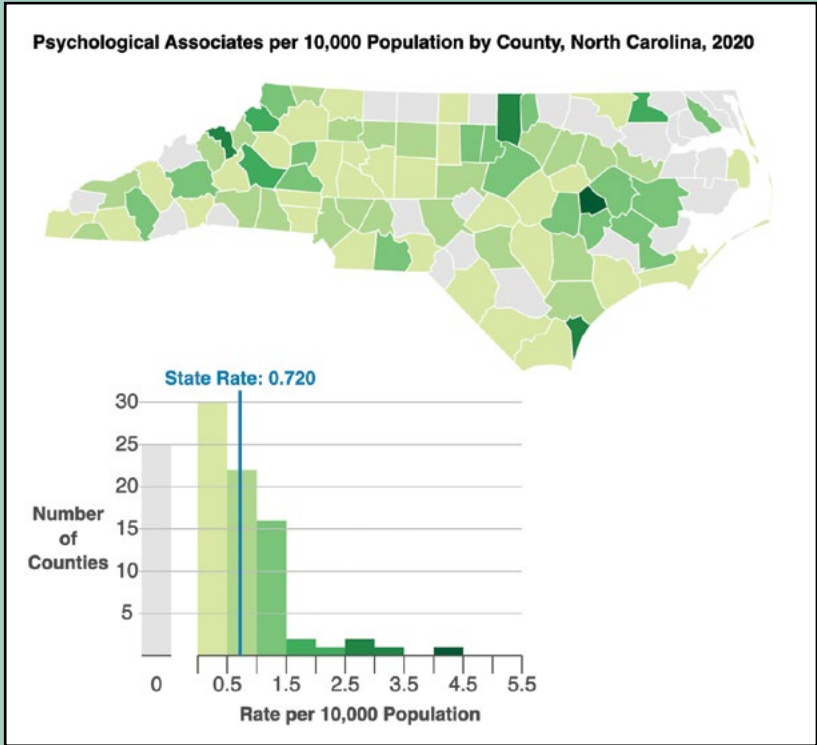 Psychological Associates per 10,000 Population by County, North Carolina, 2020
State Rate: 0.720
30
25
20
15
10
5
Number
of
Counties
0 0.5 1.5 2.5 3.5 4.5 5.5
Rate per 10,000 Population